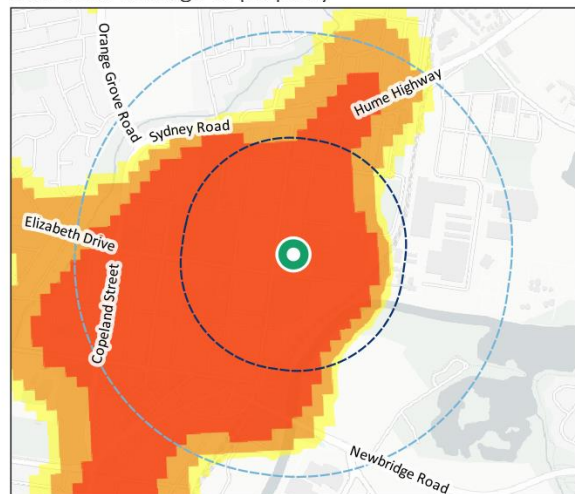 Orange Grove Road
Hume Highway
Sydney Road
Elizabeth Drive
Copeland Street
Newbridge Road